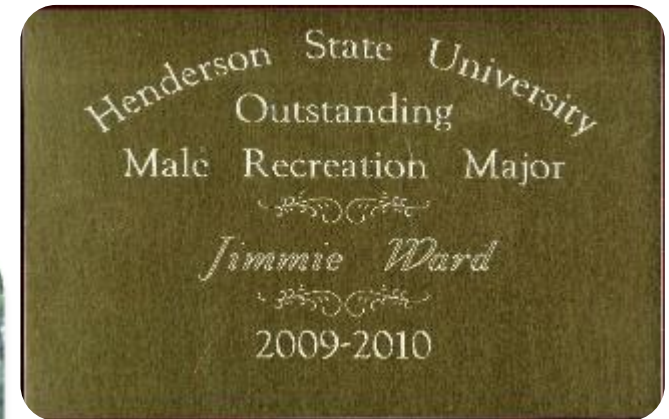 Henderson State University
Outstanding
Male Recreation Major
Jimmie Ward
2009-2010